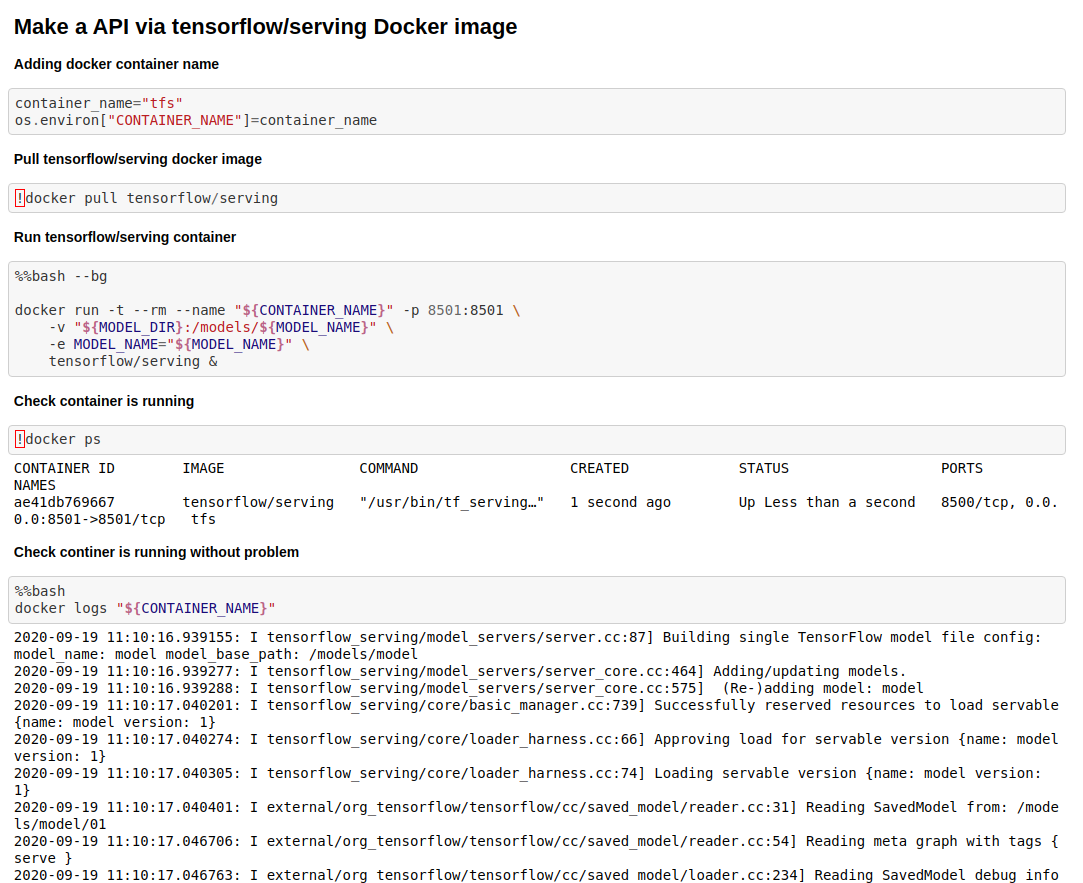 Make a API via tensorflow/serving Docker image
Adding docker container name
container_name="tfs"
os.environ["CONTAINER_NAME"]=container_name
Pull tensorflow/serving docker image
!docker pull tensorflow/serving
Run tensorflow/serving container
%%bash --bg
docker run -t --rm --name "${CONTAINER_NAME}" -p 8501:8501 \
-v "${MODEL_DIR}:/models/${MODEL_NAME}" \
-e MODEL_NAME="${MODEL_NAME}" \
tensorflow/serving &
Check container is running
!docker ps
CONTAINER ID IMAGE COMMAND CREATED STATUS PORTS
NAMES
ae41db769667 tensorflow/serving "/usr/bin/tf_serving…" 1 second ago Up Less than a second 8500/tcp, 0.0.
0.0:8501->8501/tcp tfs
Check continer is running without problem
%%bash
docker logs "${CONTAINER_NAME}"
2020-09-19 11:10:16.939155: I tensorflow_serving/model_servers/server.cc:87] Building single TensorFlow model file config:
model_name: model model_base_path: /models/model
2020-09-19 11:10:16.939277: I tensorflow_serving/model_servers/server_core.cc:464] Adding/updating models.
2020-09-19 11:10:16.939288: I tensorflow_serving/model_servers/server_core.cc:575] (Re-)adding model: model
2020-09-19 11:10:17.040201: I tensorflow_serving/core/basic_manager.cc:739] Successfully reserved resources to load servable
{name: model version: 1}
2020-09-19 11:10:17.040274: I tensorflow_serving/core/loader_harness.cc:66] Approving load for servable version {name: model
version: 1}
2020-09-19 11:10:17.040305: I tensorflow_serving/core/loader_harness.cc:74] Loading servable version {name: model version:
1}
2020-09-19 11:10:17.040401: I external/org_tensorflow/tensorflow/cc/saved_model/reader.cc:31] Reading SavedModel from: /mode
ls/model/01
2020-09-19 11:10:17.046706: I external/org_tensorflow/tensorflow/cc/saved_model/reader.cc:54] Reading meta graph with tags {
serve }
2020-09-19 11:10:17.046763: I external/org_tensorflow/tensorflow/cc/saved_model/loader.cc:234] Reading SavedModel debug info